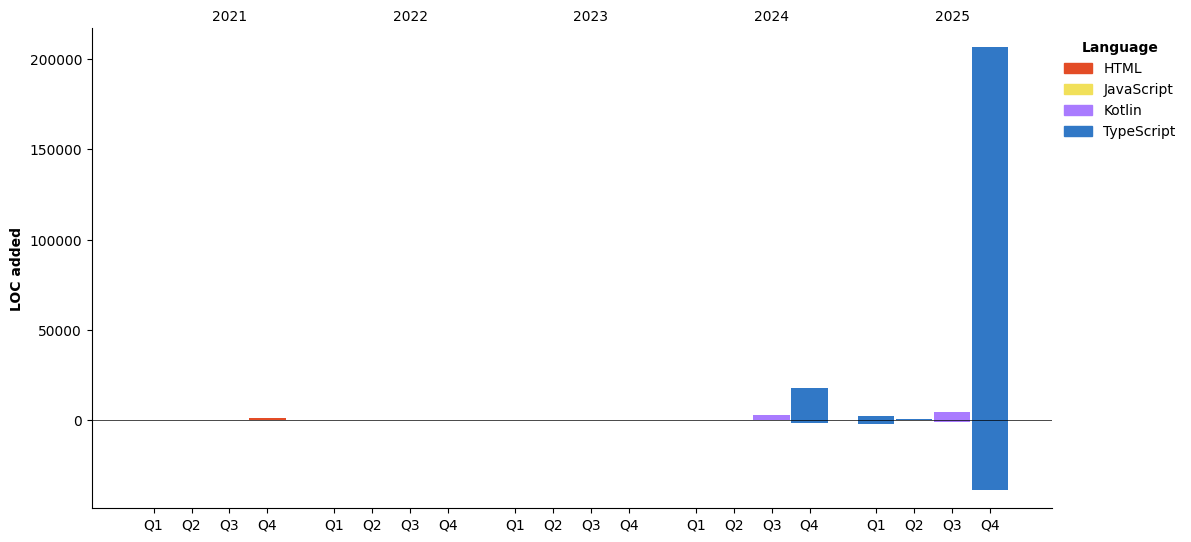 2021 2022 2023 2024 2025
Language
HTML
JavaScript
Kotlin
TypeScript
LOC added
200000
150000
100000
50000
0
Q1 Q2 Q3 Q4 Q1 Q2 Q3 Q4 Q1 Q2 Q3 Q4 Q1 Q2 Q3 Q4 Q1 Q2 Q3 Q4